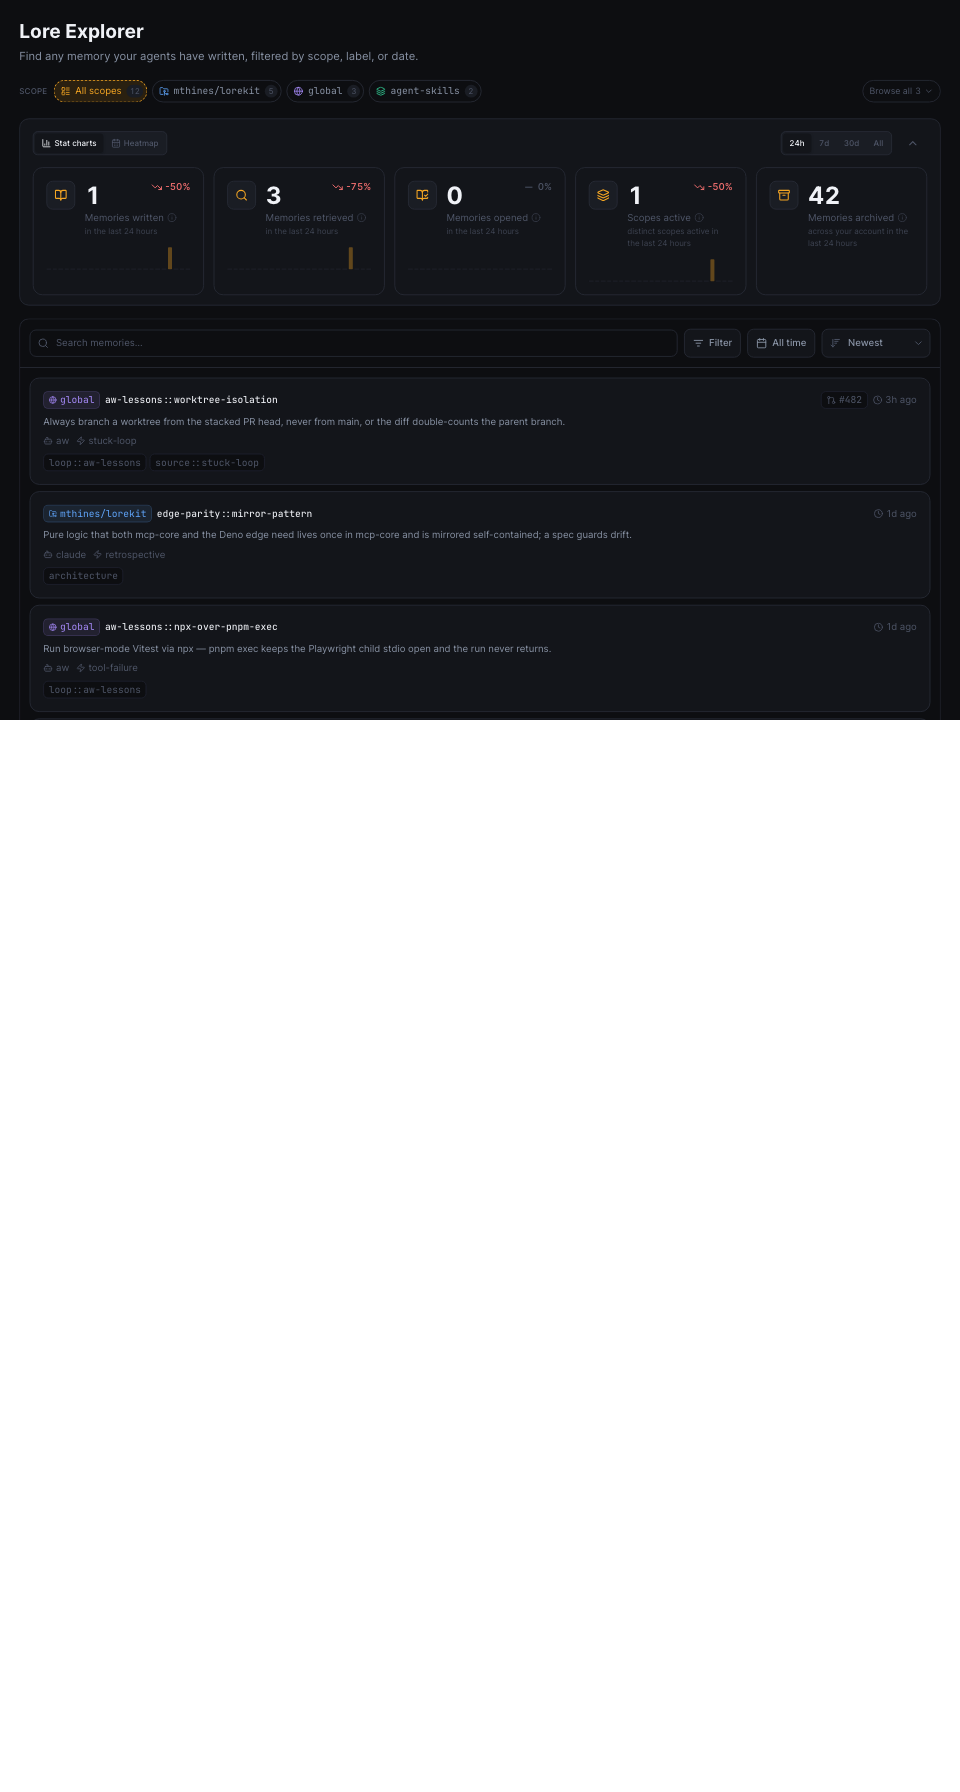 Lore Explorer
Find any memory your agents have written, filtered by scope, label, or date.
SCOPE All scopes 12 mthines/lorekit 5 global 3 agent-skills 2 Browse all 3
Stat charts Heatmap 24h 7d 30d All
1 -50%
Memories written
in the last 24 hours
3 -75%
Memories retrieved
in the last 24 hours
0 0%
Memories opened
in the last 24 hours
1 -50%
Scopes active
distinct scopes active in
the last 24 hours
42
Memories archived
across your account in the
last 24 hours
Search memories... Filter All time Newest
global aw-lessons::worktree-isolation #482 3h ago
Always branch a worktree from the stacked PR head, never from main, or the diff double-counts the parent branch.
aw stuck-loop
loop::aw-lessons source::stuck-loop
mthines/lorekit edge-parity::mirror-pattern 1d ago
Pure logic that both mcp-core and the Deno edge need lives once in mcp-core and is mirrored self-contained; a spec guards drift.
claude retrospective
architecture
global aw-lessons::npx-over-pnpm-exec 1d ago
Run browser-mode Vitest via npx — pnpm exec keeps the Playwright child stdio open and the run never returns.
aw tool-failure
loop::aw-lessons